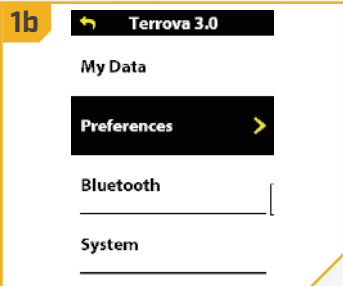 1b
Terrova 3.0
My Data
Preferences
Bluetooth
System